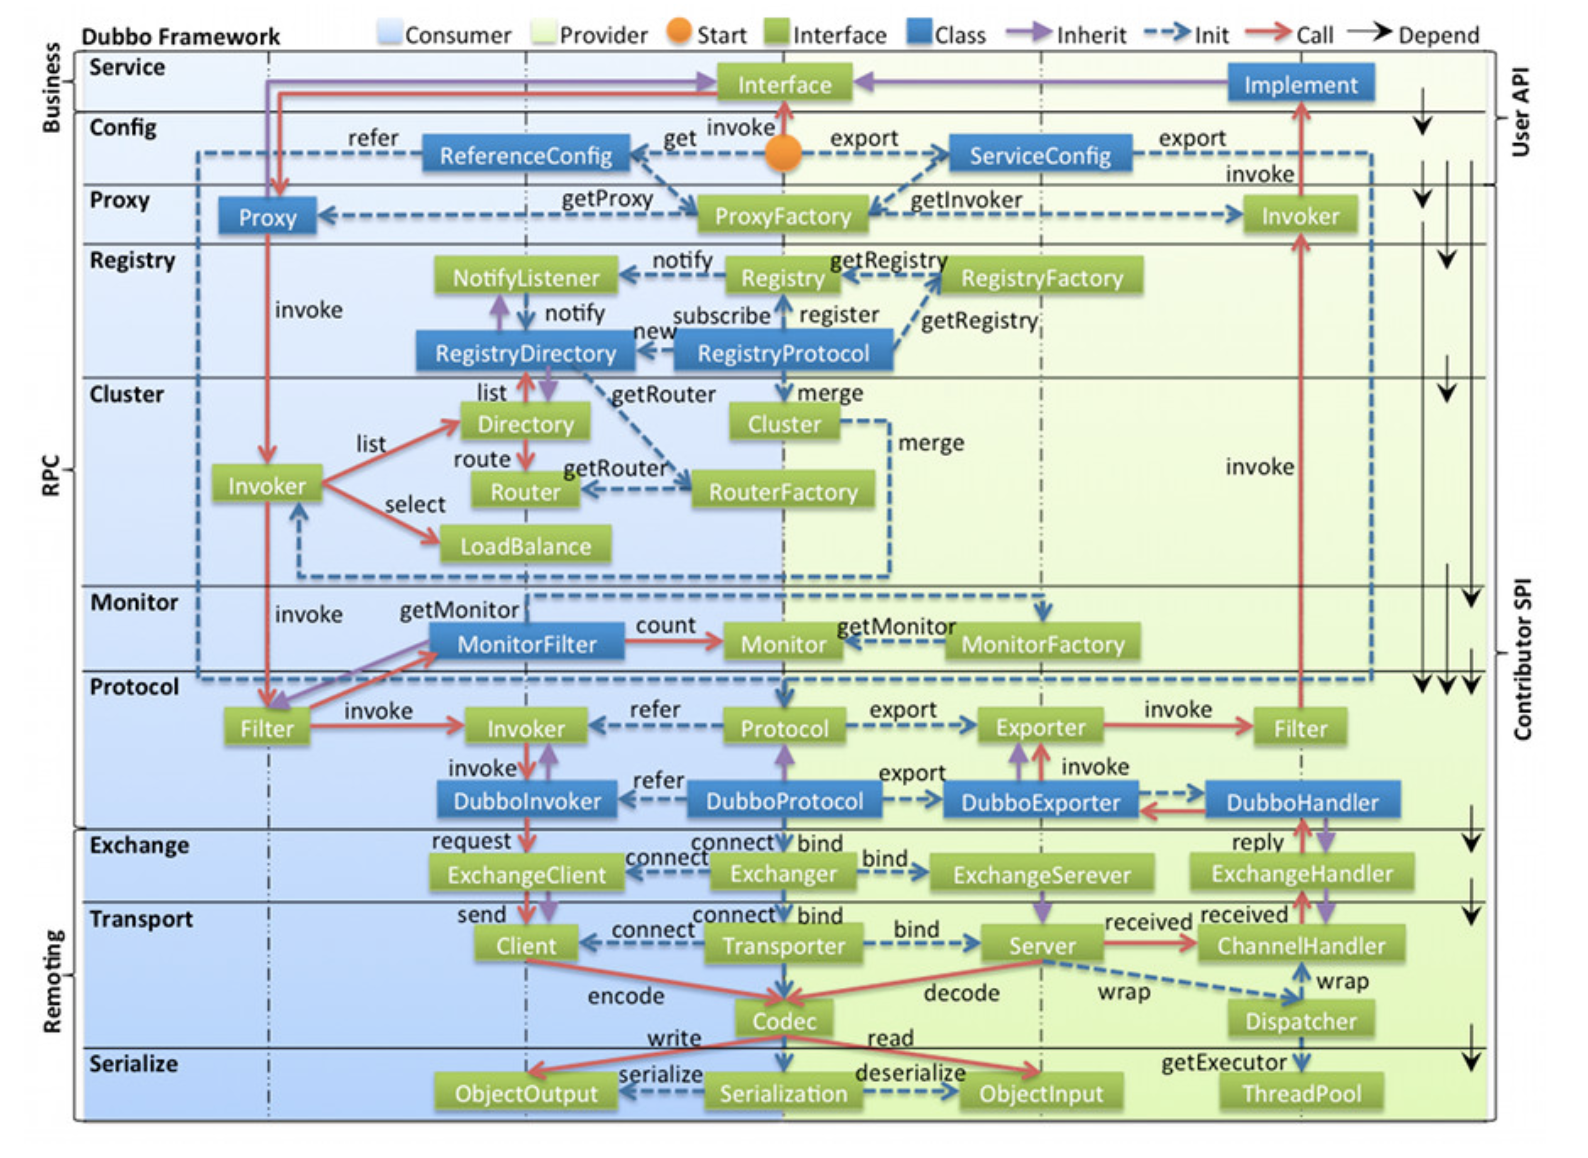 Dubbo Framework Consumer Provider Start Interface Class Inherit Init Call Depend
Business
Service
Interface
Implement
User API
Config
refer
ReferenceConfig
get
invoke
export
ServiceConfig
export
invoke
Proxy
Proxy
getProxy
ProxyFactory
getInvoker
Invoker
Registry
NotifyListener
notify
Registry
getRegistry
RegistryFactory
invoke
notify
subscribe
register
getRegistry
RegistryDirectory
new
RegistryProtocol
RPC
Cluster
list
getRouter
merge
Directory
Cluster
list
merge
route
getRouter
invoke
Invoker
Router
RouterFactory
select
LoadBalance
Contributor SPI
Monitor
invoke
getMonitor
MonitorFilter
count
Monitor
getMonitor
MonitorFactory
Protocol
Filter
invoke
Invoker
refer
Protocol
export
Exporter
invoke
Filter
invoke
refer
export
invoke
DubboInvoker
DubboProtocol
DubboExporter
DubboHandler
Remoting
Exchange
request
connect
bind
reply
ExchangeClient
connect
Exchanger
bind
ExchangeSerever
ExchangeHandler
Transport
send
connect
bind
received
received
Client
connect
Transporter
bind
Server
ChannelHandler
encode
decode
wrap
wrap
Codec
Dispatcher
write
read
Serialize
getExecutor
ObjectOutput
serialize
Serialization
deserialize
ObjectInput
ThreadPool